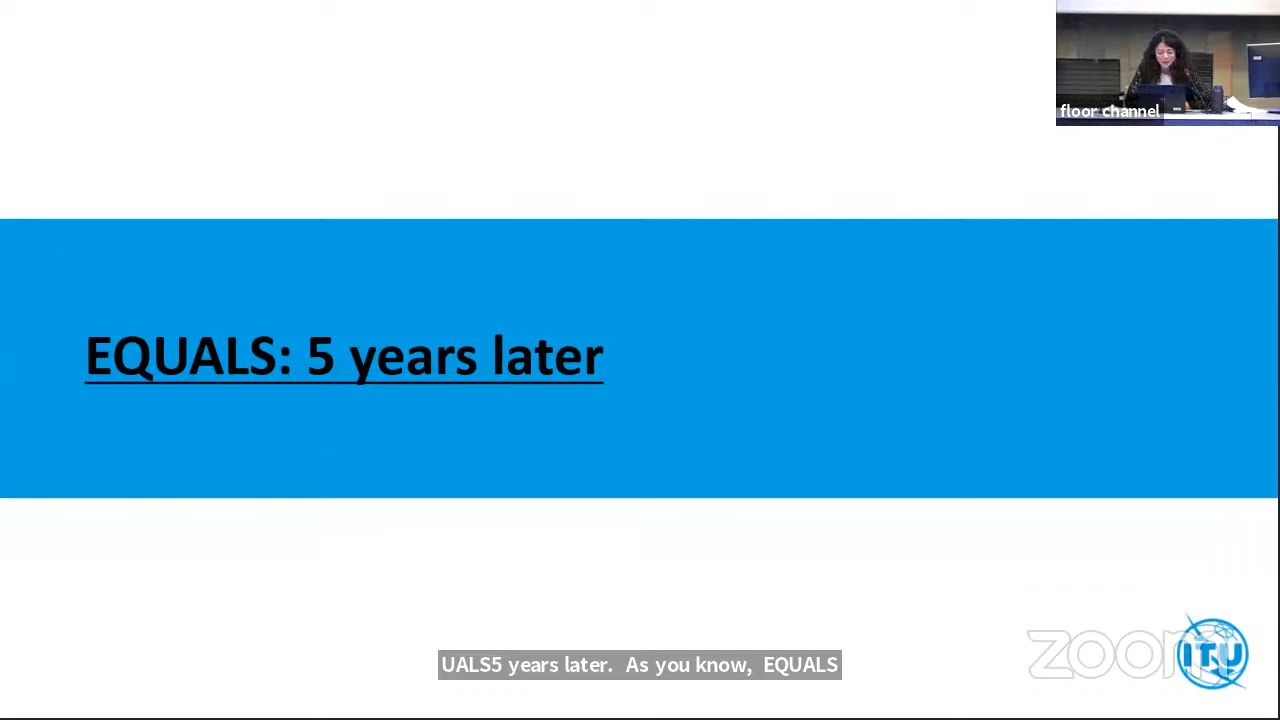 floor channel
EQUALS: 5 years later
UALS5 years later. As you know, EQUALS
zoom
ITU